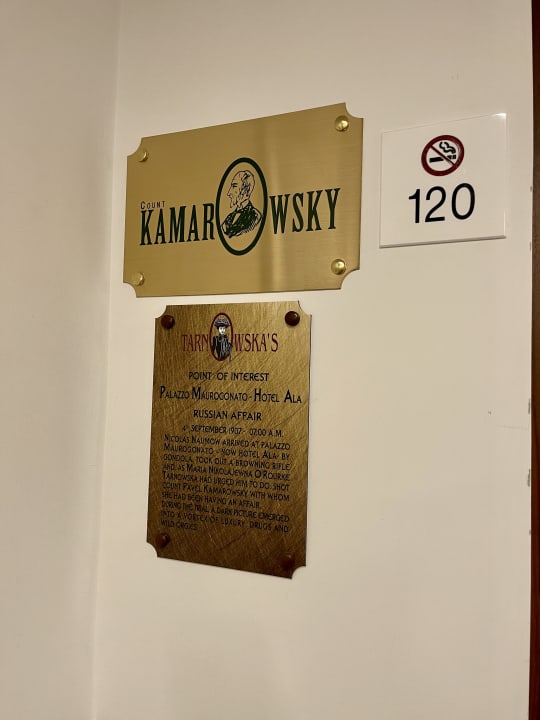 COUNT
KAMAROWSKY
120
TARNOWSKA'S
POINT OF INTEREST
PALAZZO MAUROGONATO - HOTEL ALA
RUSSIAN AFFAIR
4TH SEPTEMBER 1907 - 07.00 A.M.
NICOLAS NAUMOW ARRIVED AT PALAZZO
MAUROGONATO - NOW HOTEL ALA- BY
GONDOLA, TOOK OUT A BROWNING RIFLE
AND, AS MARIA NIKOLAJEWNA O'ROURKE
TARNOWSKA HAD URGED HIM TO DO, SHOT
COUNT PAVEL KAMAROWSKY WITH WHOM
SHE HAD BEEN HAVING AN AFFAIR.
DURING THE TRIAL A DARK PICTURE EMERGED
INTO A VORTEX OF LUXURY, DRUGS AND
WILD ORGIES